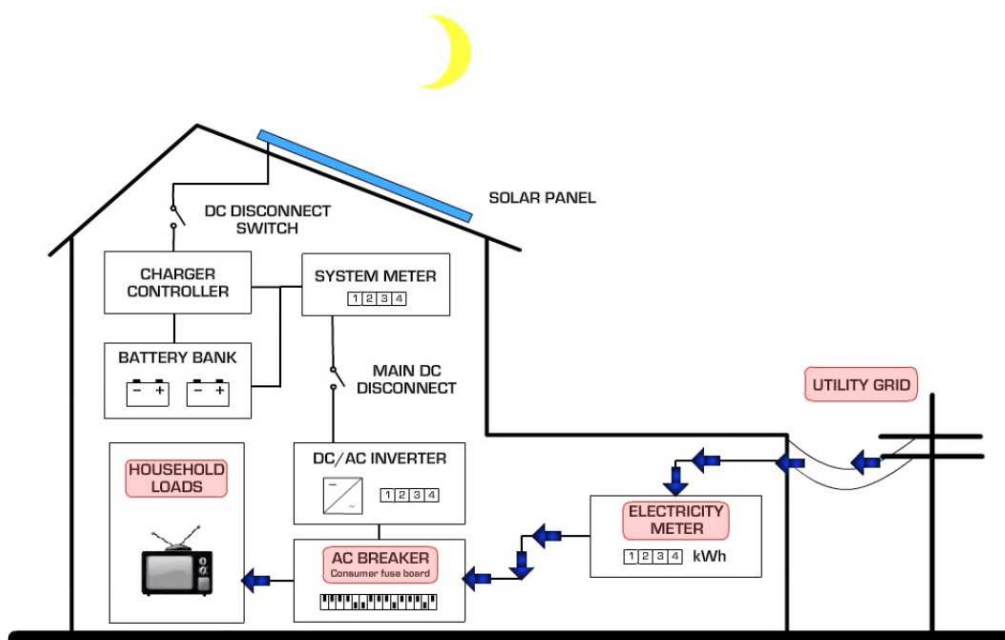 SOLAR PANEL
DC DISCONNECT
SWITCH
CHARGER
CONTROLLER
SYSTEM METER
1 2 3 4
BATTERY BANK
- +
- +
MAIN DC
DISCONNECT
UTILITY GRID
HOUSEHOLD
LOADS
DC/AC INVERTER
1 2 3 4
ELECTRICITY
METER
1 2 3 4 kWh
AC BREAKER
Consumer fuse board